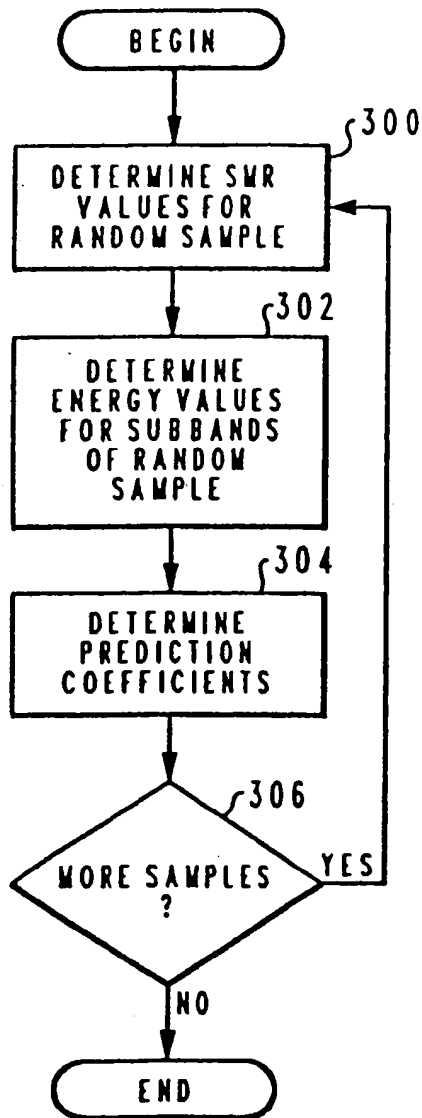 BEGIN
300
DETERMINE SMR
VALUES FOR
RANDOM SAMPLE
302
DETERMINE
ENERGY VALUES
FOR SUBBANDS
OF RANDOM
SAMPLE
304
DETERMINE
PREDICTION
COEFFICIENTS
306
MORE SAMPLES
?
YES
NO
END